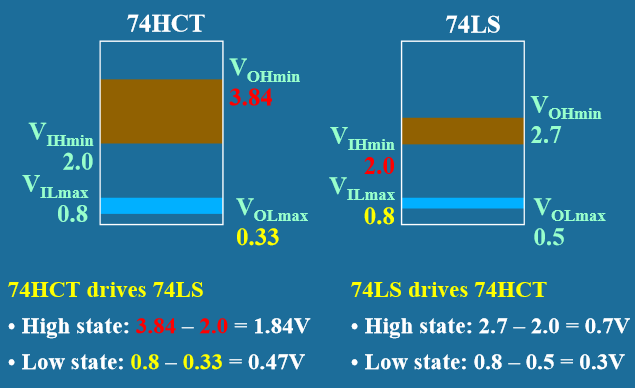 74HCT
VOHmin
3.84
VIHmin
2.0
VILmax
0.8
VOLmax
0.33
74LS
VOHmin
2.7
VIHmin
2.0
VILmax
0.8
VOLmax
0.5
74HCT drives 74LS
• High state: 3.84 – 2.0 = 1.84V
• Low state: 0.8 – 0.33 = 0.47V
74LS drives 74HCT
• High state: 2.7 – 2.0 = 0.7V
• Low state: 0.8 – 0.5 = 0.3V